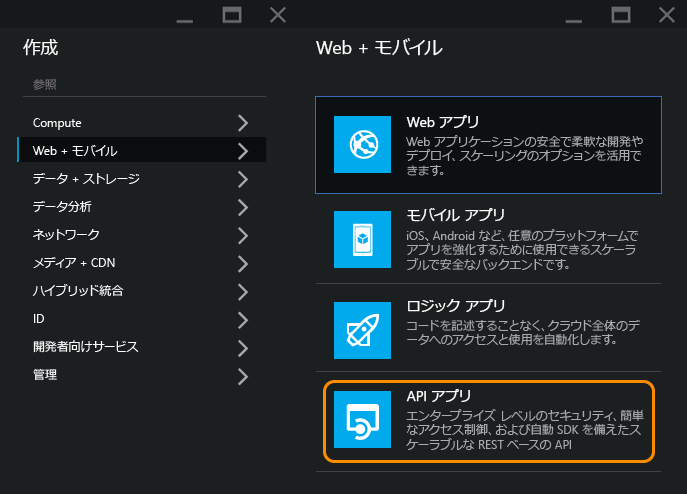 作成
参照
Compute
Web + モバイル
データ + ストレージ
データ分析
ネットワーク
メディア + CDN
ハイブリッド統合
ID
開発者向けサービス
管理
Web + モバイル
Web アプリ
Web アプリケーションの安全で柔軟な開発や
デプロイ、スケーリングのオプションを活用で
きます。
モバイル アプリ
iOS、Android など、任意のプラットフォームで
アプリを強化するために使用できるスケーラ
ブルで安全なバックエンドです。
ロジック アプリ
コードを記述することなく、クラウド全体のデ
ータへのアクセスと使用を自動化します。
API アプリ
エンタープライズ レベルのセキュリティ、簡単
なアクセス制御、および自動 SDK を備えたス
ケーラブルな REST ベースの API